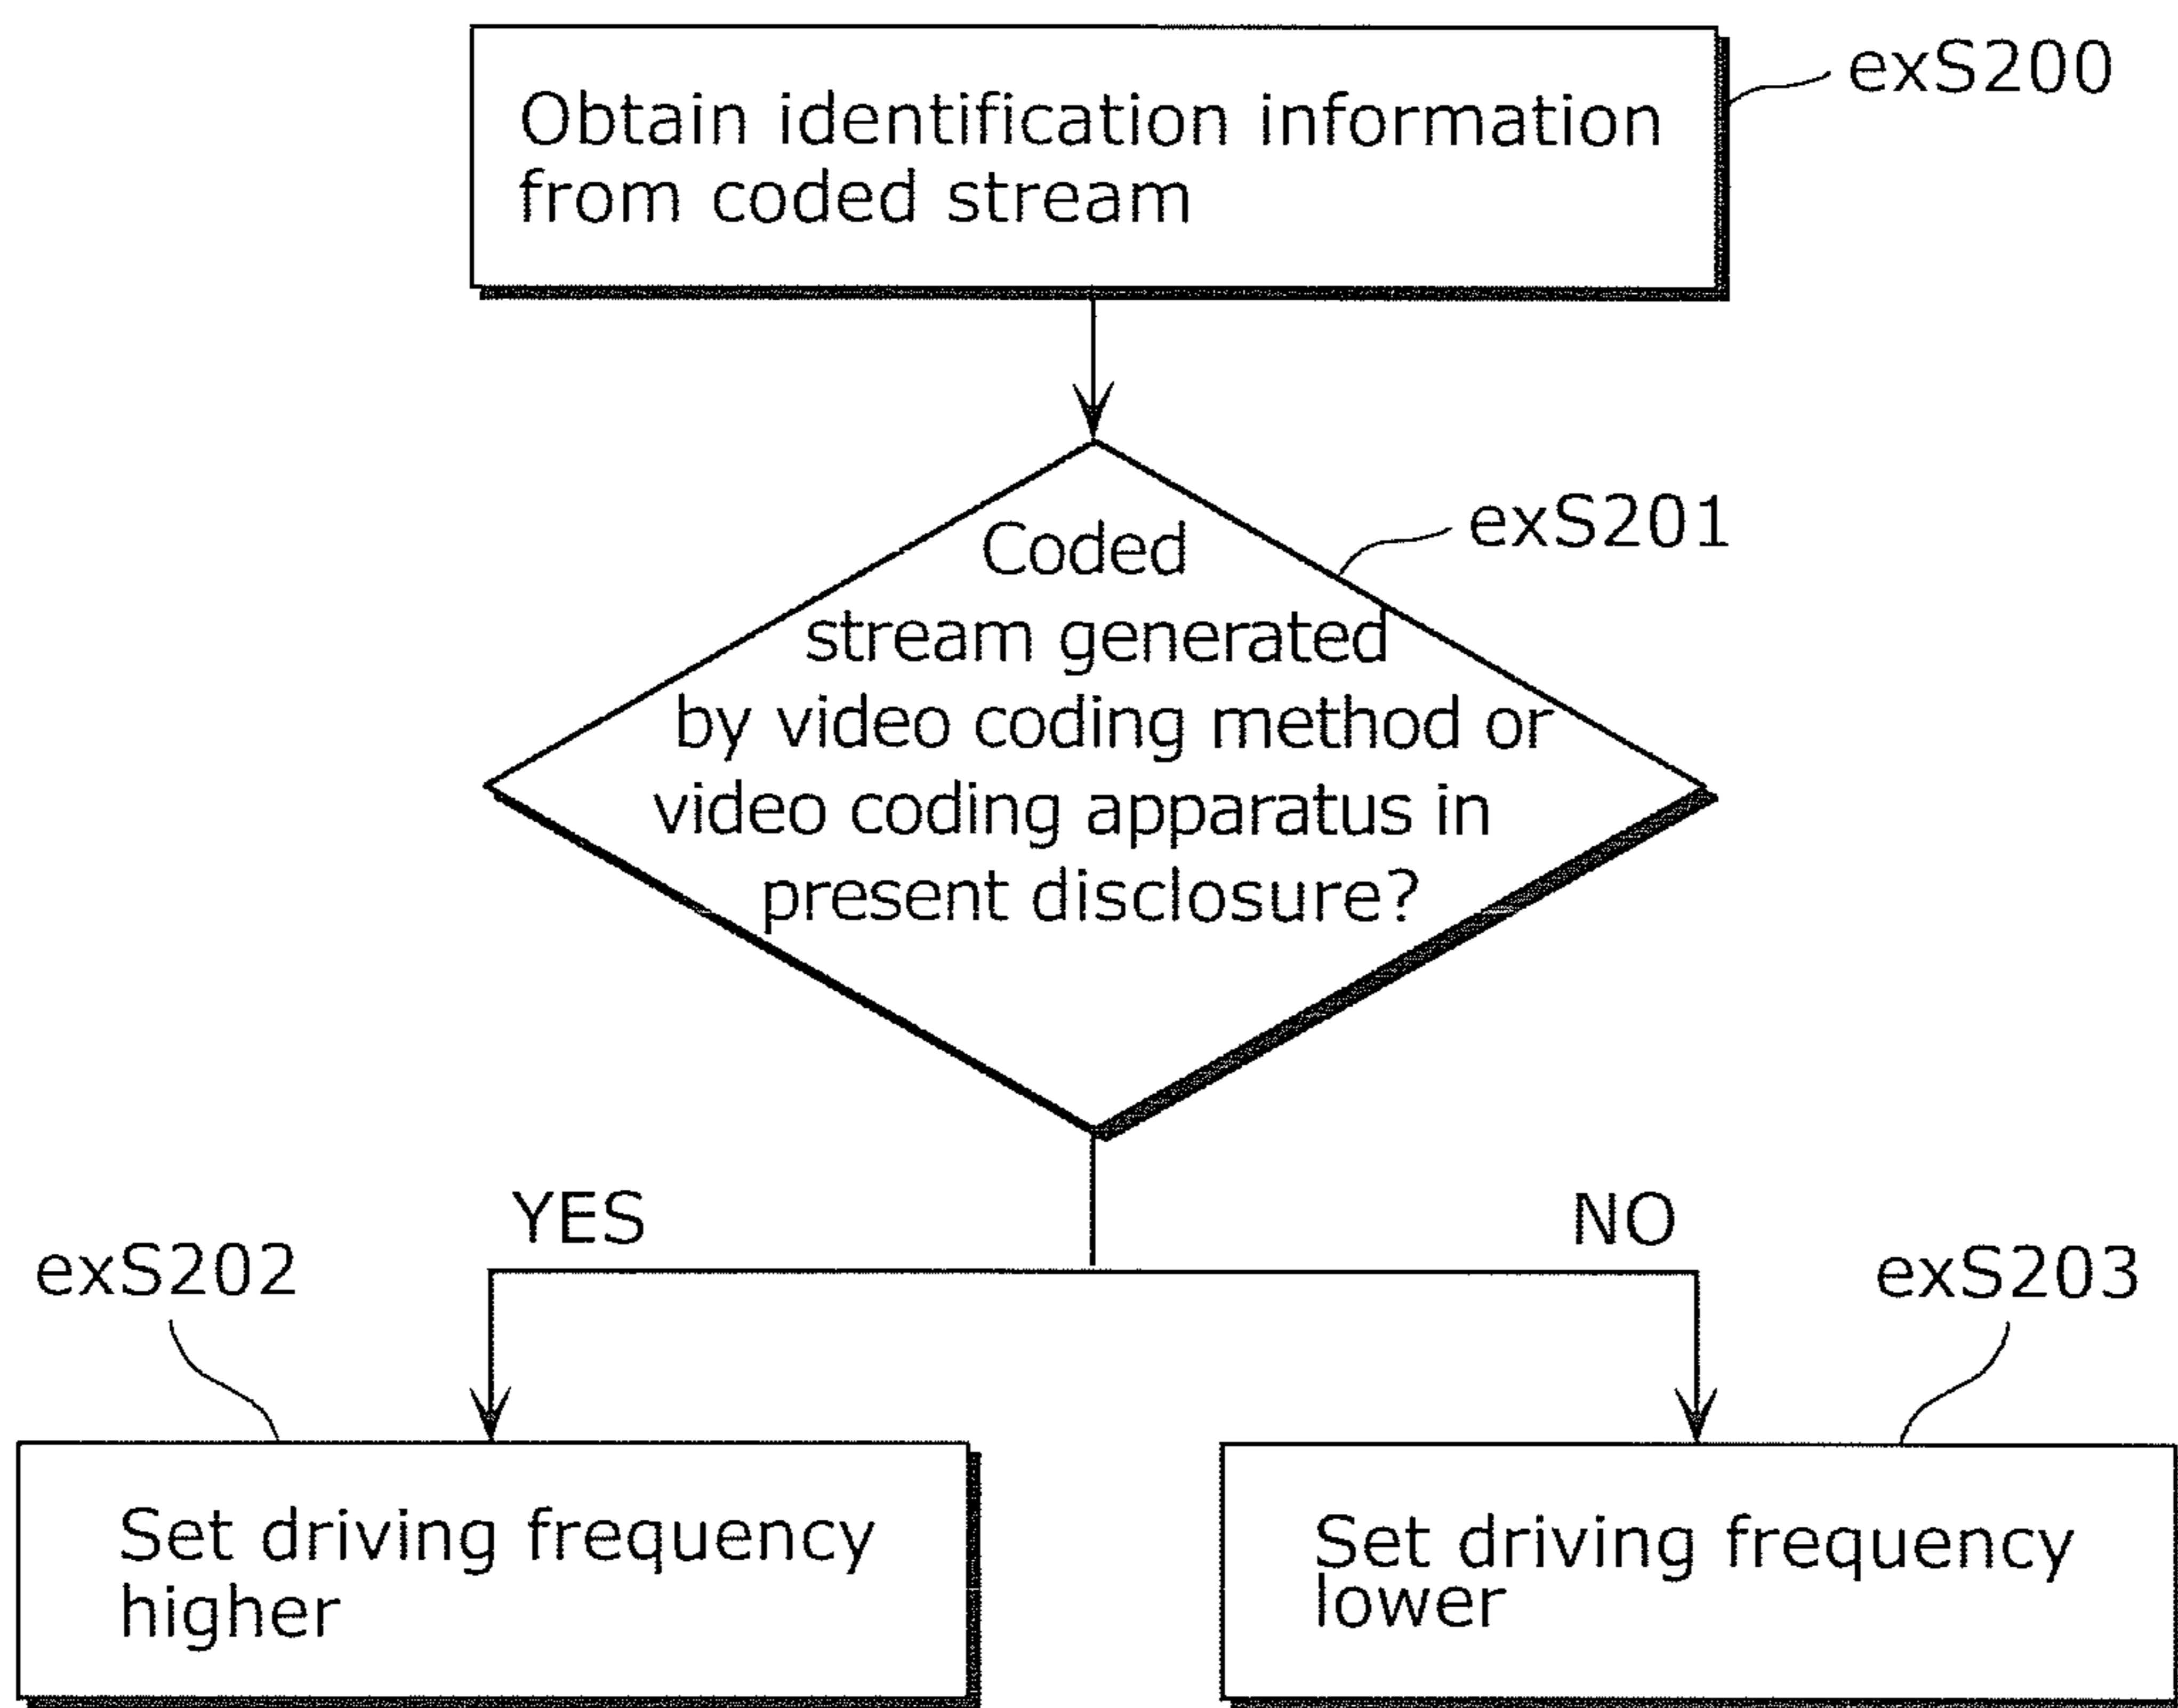 Obtain identification information
from coded stream
exS200
Coded
stream generated
by video coding method or
video coding apparatus in
present disclosure?
exS201
YES
NO
exS202
exS203
Set driving frequency
higher
Set driving frequency
lower